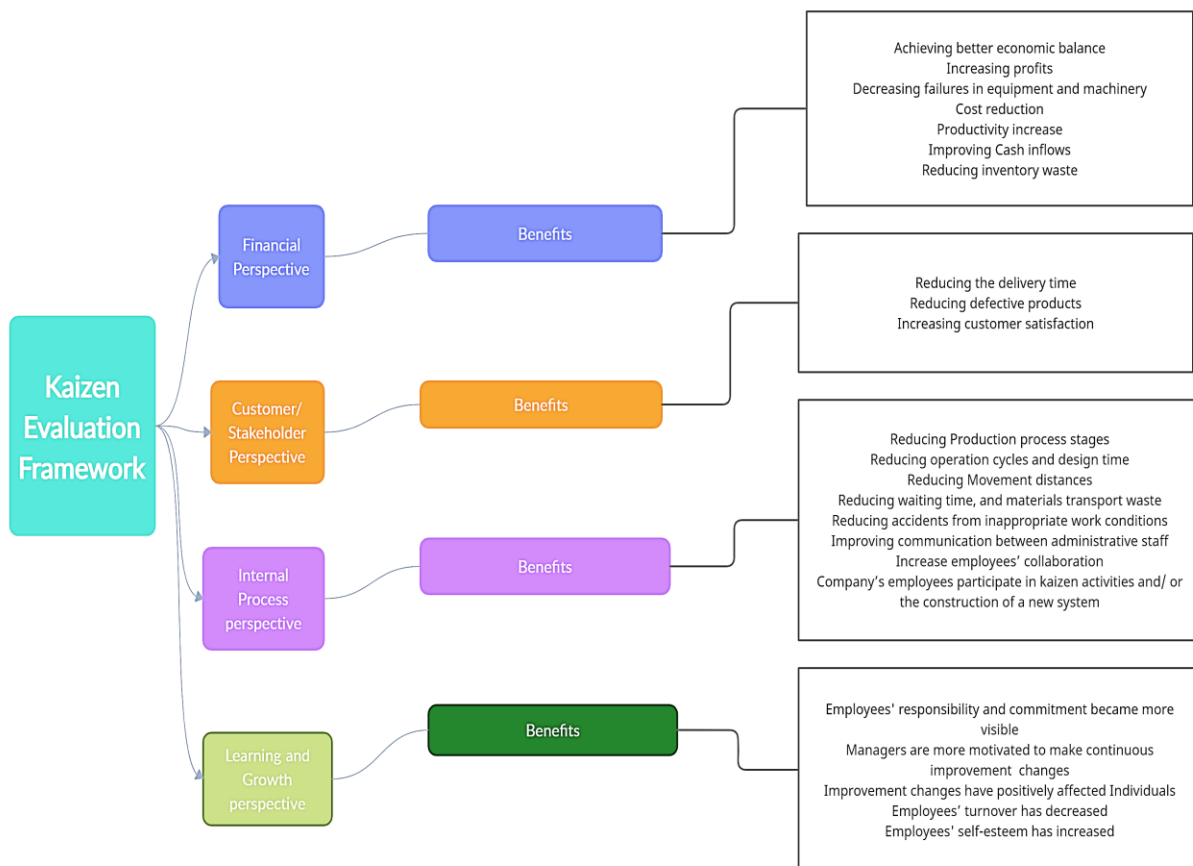 Kaizen
Evaluation
Framework
Financial
Perspective
Benefits
Achieving better economic balance
Increasing profits
Decreasing failures in equipment and machinery
Cost reduction
Productivity increase
Improving Cash inflows
Reducing inventory waste
Customer/
Stakeholder
Perspective
Benefits
Reducing the delivery time
Reducing defective products
Increasing customer satisfaction
Internal
Process
perspective
Benefits
Reducing Production process stages
Reducing operation cycles and design time
Reducing Movement distances
Reducing waiting time, and materials transport waste
Reducing accidents from inappropriate work conditions
Improving communication between administrative staff
Increase employees’ collaboration
Company’s employees participate in kaizen activities and/ or
the construction of a new system
Learning and
Growth
perspective
Benefits
Employees' responsibility and commitment became more
visible
Managers are more motivated to make continuous
improvement changes
Improvement changes have positively affected Individuals
Employees’ turnover has decreased
Employees' self-esteem has increased